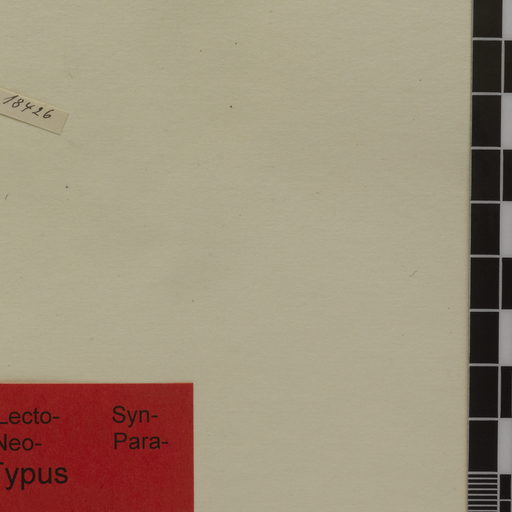 18426
Lecto- Syn-
Neo- Para-
Typus